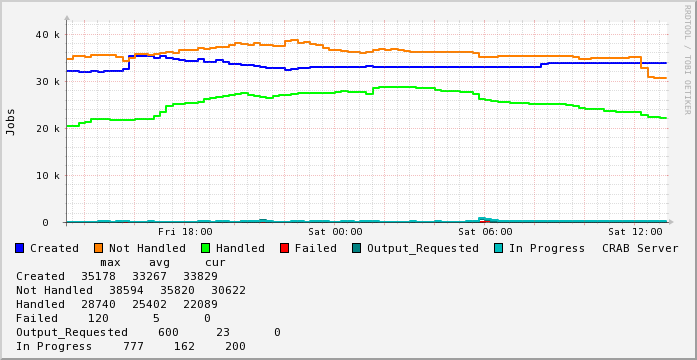 RRDTOOL / TOBI OETIKER
Jobs
40 k
30 k
20 k
10 k
0
Fri 18:00 Sat 00:00 Sat 06:00 Sat 12:00
Created Not Handled Handled Failed Output_Requested In Progress CRAB Server
max avg cur
Created 35178 33267 33829
Not Handled 38594 35820 30622
Handled 28740 25402 22089
Failed 120 5 0
Output_Requested 600 23 0
In Progress 777 162 200